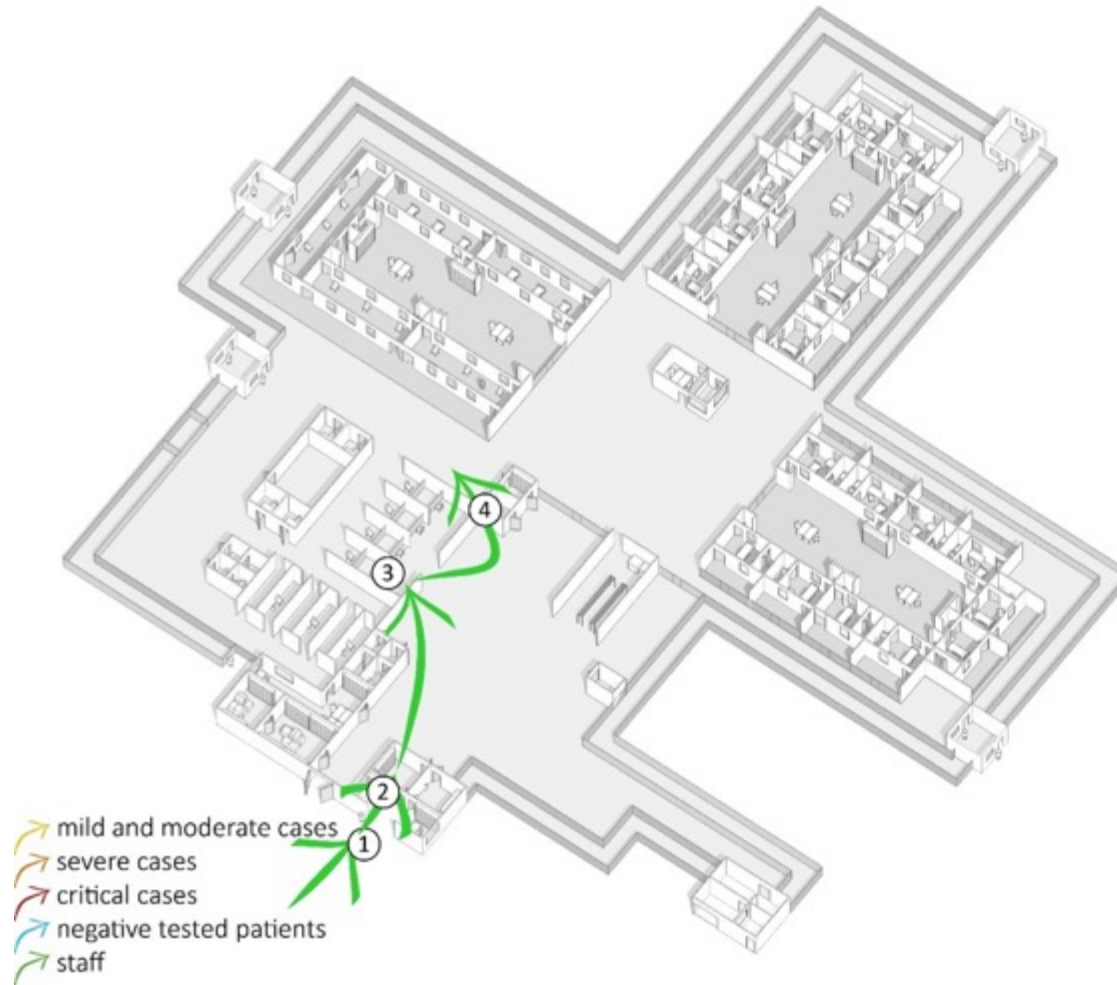 4
3
2
1
mild and moderate cases
severe cases
critical cases
negative tested patients
staff